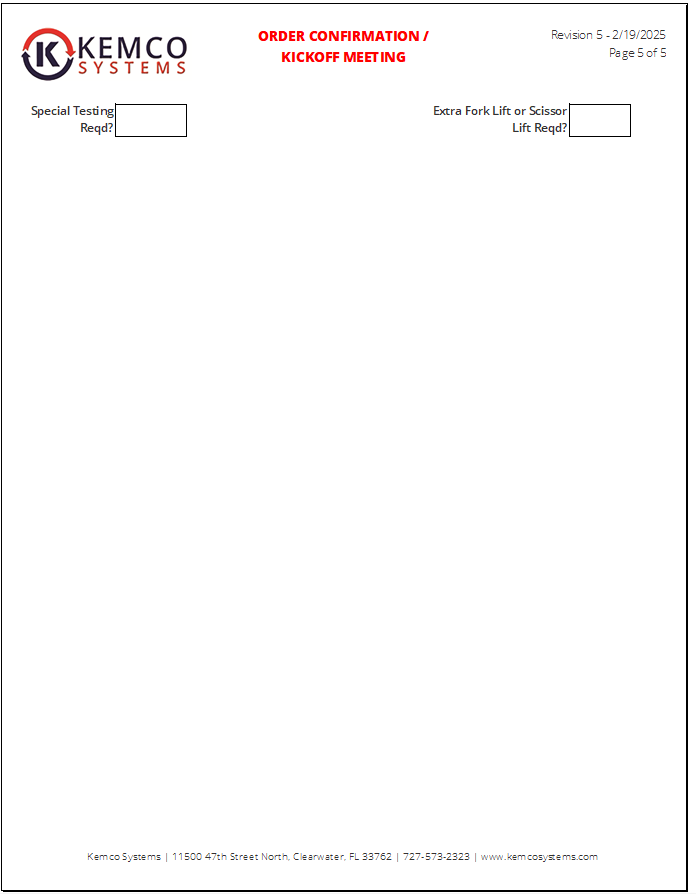 K KEMCO
SYSTEMS
ORDER CONFIRMATION /
KICKOFF MEETING
Revision 5 - 2/19/2025
Page 5 of 5
Special Testing
Reqd?
Extra Fork Lift or Scissor
Lift Reqd?
Kemco Systems | 11500 47th Street North, Clearwater, FL 33762 | 727-573-2323 | www.kemcosystems.com